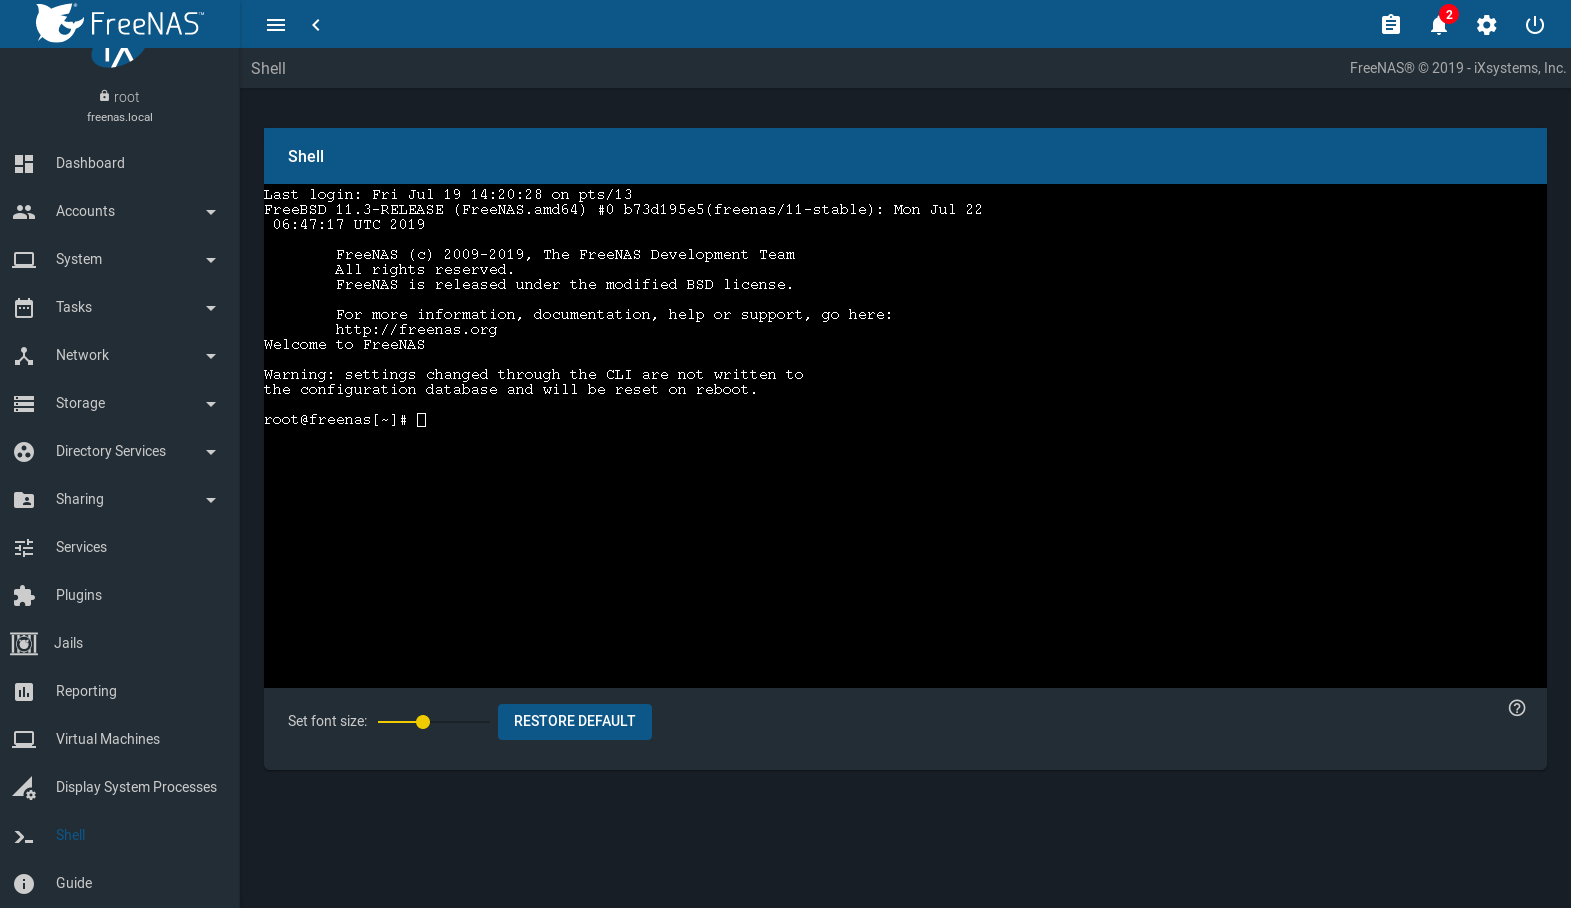 FreeNAS™
2
root
freenas.local
Dashboard
Accounts
System
Tasks
Network
Storage
Directory Services
Sharing
Services
Plugins
Jails
Reporting
Virtual Machines
Display System Processes
Shell
Guide
Shell
FreeNAS® © 2019 - iXsystems, Inc.
Shell
Last login: Fri Jul 19 14:20:28 on pts/13
FreeBSD 11.3-RELEASE (FreeNAS.amd64) #0 b73d195e5(freenas/11-stable): Mon Jul 22
06:47:17 UTC 2019
FreeNAS (c) 2009-2019, The FreeNAS Development Team
All rights reserved.
FreeNAS is released under the modified BSD license.
For more information, documentation, help or support, go here:
http://freenas.org
Welcome to FreeNAS
Warning: settings changed through the CLI are not written to
the configuration database and will be reset on reboot.
root@freenas[~]#
Set font size:
RESTORE DEFAULT